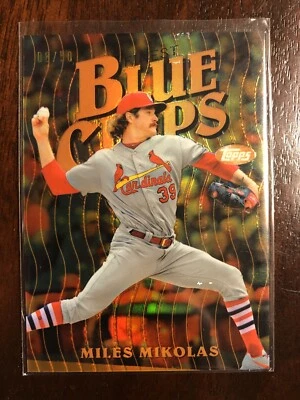 BLUE
CHIPS
TOPPS
Cardinals
39
MILES MIKOLAS